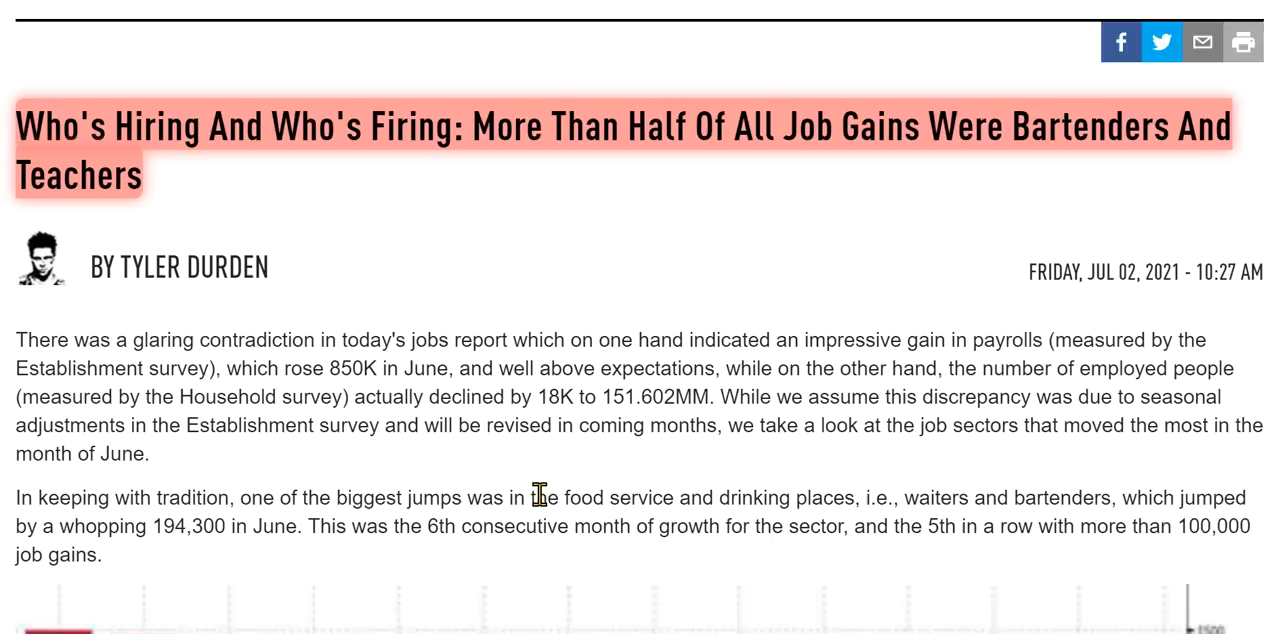 Who's Hiring And Who's Firing: More Than Half Of All Job Gains Were Bartenders And
Teachers
BY TYLER DURDEN
FRIDAY, JUL 02, 2021 - 10:27 AM
There was a glaring contradiction in today's jobs report which on one hand indicated an impressive gain in payrolls (measured by the
Establishment survey), which rose 850K in June, and well above expectations, while on the other hand, the number of employed people
(measured by the Household survey) actually declined by 18K to 151.602MM. While we assume this discrepancy was due to seasonal
adjustments in the Establishment survey and will be revised in coming months, we take a look at the job sectors that moved the most in the
month of June.
In keeping with tradition, one of the biggest jumps was in the food service and drinking places, i.e., waiters and bartenders, which jumped
by a whopping 194,300 in June. This was the 6th consecutive month of growth for the sector, and the 5th in a row with more than 100,000
job gains.
1500